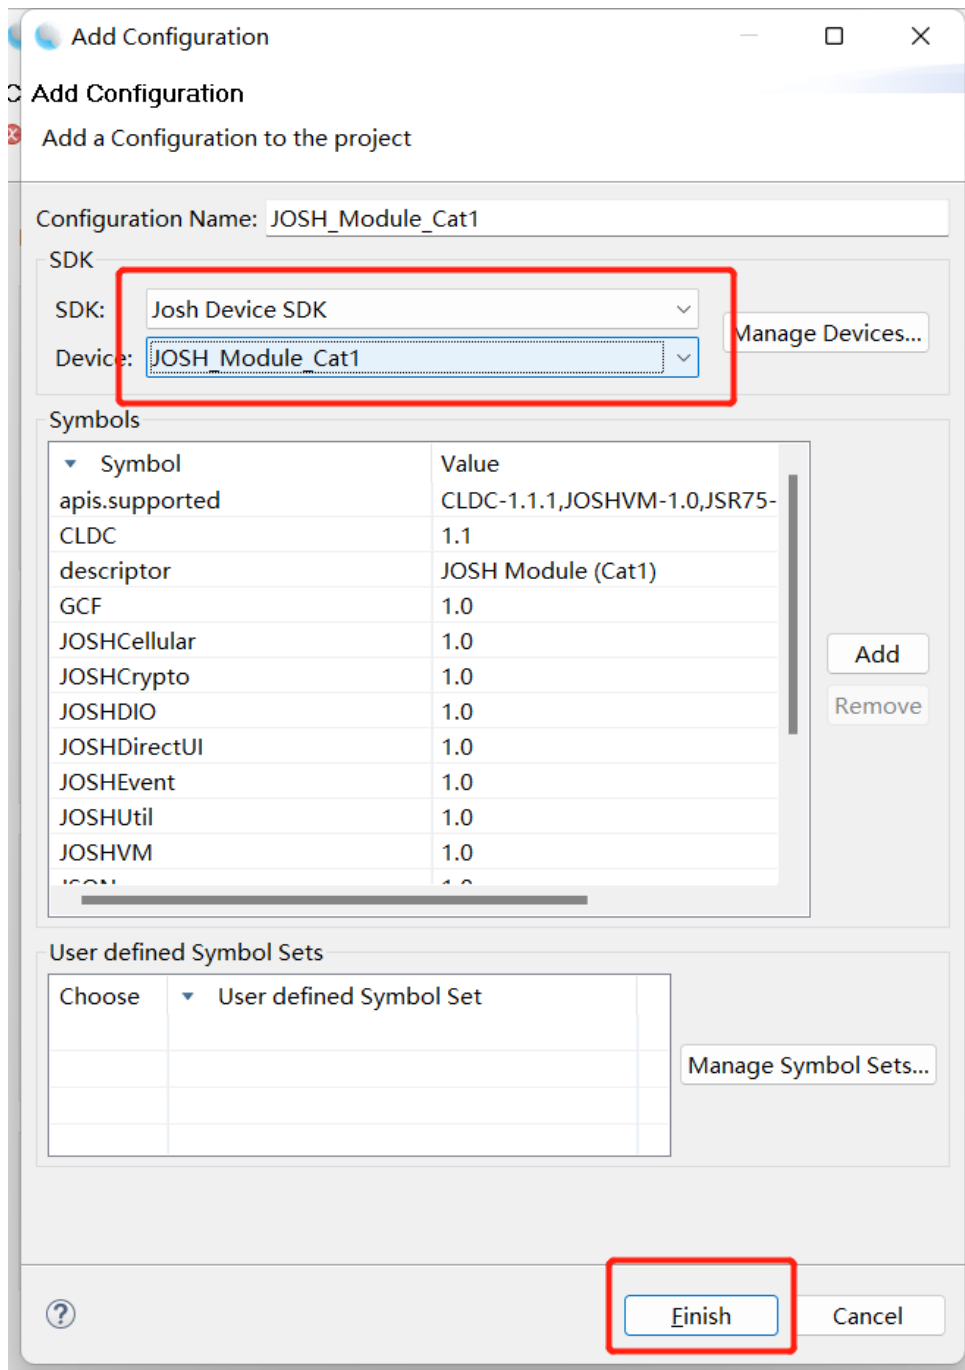 Add Configuration
Add Configuration
Add a Configuration to the project
Configuration Name: JOSH_Module_Cat1
SDK
SDK: Josh Device SDK
Manage Devices...
Device: JOSH_Module_Cat1
Symbols
Symbol Value
apis.supported CLDC-1.1.1,JOSHVM-1.0,JSR75-
CLDC 1.1
descriptor JOSH Module (Cat1)
GCF 1.0
JOSHCellular 1.0
JOSHCrypto 1.0
JOSHDIO 1.0
JOSHDirectUI 1.0
JOSHEvent 1.0
JOSHUtil 1.0
JOSHVM 1.0
Add
Remove
User defined Symbol Sets
Choose User defined Symbol Set
Manage Symbol Sets...
Finish Cancel